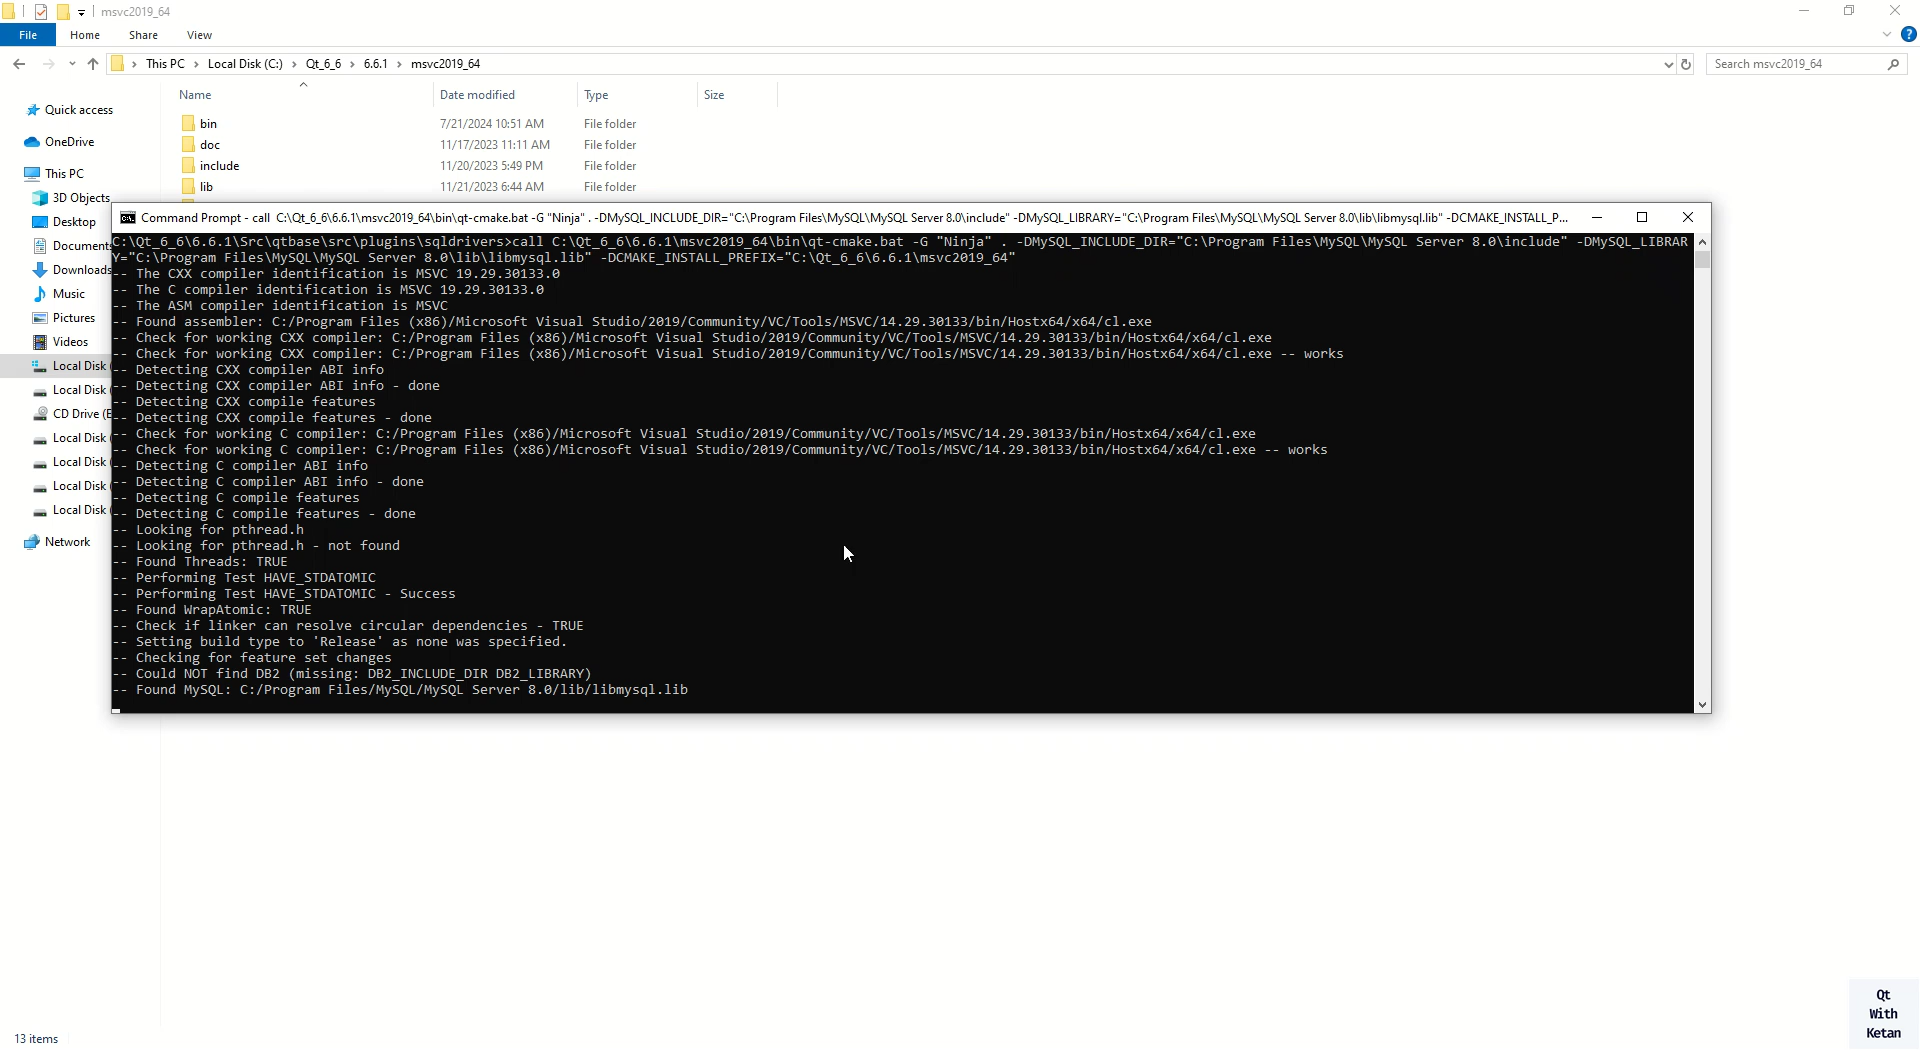 msvc2019_64
File
Home
Share
View
This PC
Local Disk (C:)
Qt_6_6
6.6.1
msvc2019_64
Search msvc2019_64
Name
Date modified
Type
Size
Quick access
OneDrive
This PC
3D Objects
Desktop
Documents
Downloads
Music
Pictures
Videos
Local Disk
Local Disk
CD Drive (E
Local Disk
Local Disk
Local Disk
Local Disk
Network
bin 7/21/2024 10:51 AM File folder
doc 11/17/2023 11:11 AM File folder
include 11/20/2023 5:49 PM File folder
lib 11/21/2023 6:44 AM File folder
Command Prompt - call C:\Qt_6_6\6.6.1\msvc2019_64\bin\qt-cmake.bat -G "Ninja" . -DMySQL_INCLUDE_DIR="C:\Program Files\MySQL\MySQL Server 8.0\include" -DMySQL_LIBRARY="C:\Program Files\MySQL\MySQL Server 8.0\lib\libmysql.lib" -DCMAKE_INSTALL_P...
C:\Qt_6_6\6.6.1\Src\qtbase\src\plugins\sqldrivers>call C:\Qt_6_6\6.6.1\msvc2019_64\bin\qt-cmake.bat -G "Ninja" . -DMySQL_INCLUDE_DIR="C:\Program Files\MySQL\MySQL Server 8.0\include" -DMySQL_LIBRAR
Y="C:\Program Files\MySQL\MySQL Server 8.0\lib\libmysql.lib" -DCMAKE_INSTALL_PREFIX="C:\Qt_6_6\6.6.1\msvc2019_64"
-- The CXX compiler identification is MSVC 19.29.30133.0
-- The C compiler identification is MSVC 19.29.30133.0
-- The ASM compiler identification is MSVC
-- Found assembler: C:/Program Files (x86)/Microsoft Visual Studio/2019/Community/VC/Tools/MSVC/14.29.30133/bin/Hostx64/x64/cl.exe
-- Check for working CXX compiler: C:/Program Files (x86)/Microsoft Visual Studio/2019/Community/VC/Tools/MSVC/14.29.30133/bin/Hostx64/x64/cl.exe
-- Check for working CXX compiler: C:/Program Files (x86)/Microsoft Visual Studio/2019/Community/VC/Tools/MSVC/14.29.30133/bin/Hostx64/x64/cl.exe -- works
-- Detecting CXX compiler ABI info
-- Detecting CXX compiler ABI info - done
-- Detecting CXX compile features
-- Detecting CXX compile features - done
-- Check for working C compiler: C:/Program Files (x86)/Microsoft Visual Studio/2019/Community/VC/Tools/MSVC/14.29.30133/bin/Hostx64/x64/cl.exe
-- Check for working C compiler: C:/Program Files (x86)/Microsoft Visual Studio/2019/Community/VC/Tools/MSVC/14.29.30133/bin/Hostx64/x64/cl.exe -- works
-- Detecting C compiler ABI info
-- Detecting C compiler ABI info - done
-- Detecting C compile features
-- Detecting C compile features - done
-- Looking for pthread.h
-- Looking for pthread.h - not found
-- Found Threads: TRUE
-- Performing Test HAVE_STDATOMIC
-- Performing Test HAVE_STDATOMIC - Success
-- Found WrapAtomic: TRUE
-- Check if linker can resolve circular dependencies - TRUE
-- Setting build type to 'Release' as none was specified.
-- Checking for feature set changes
-- Could NOT find DB2 (missing: DB2_INCLUDE_DIR DB2_LIBRARY)
-- Found MySQL: C:/Program Files/MySQL/MySQL Server 8.0/lib/libmysql.lib
13 items
Qt
With
Ketan